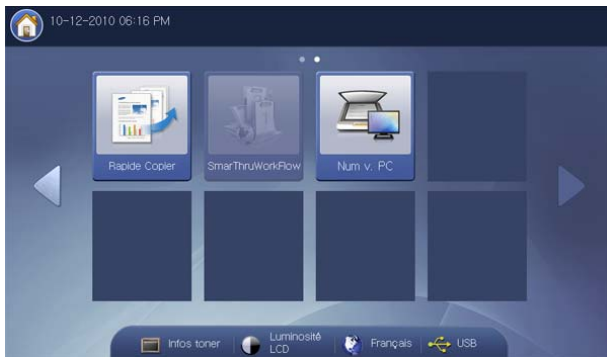 10-12-2010 06:16 PM
Rapide Copier
SmarThruWorkFlow
Num v. PC
Infos toner
Luminosité
LCD
Français
USB